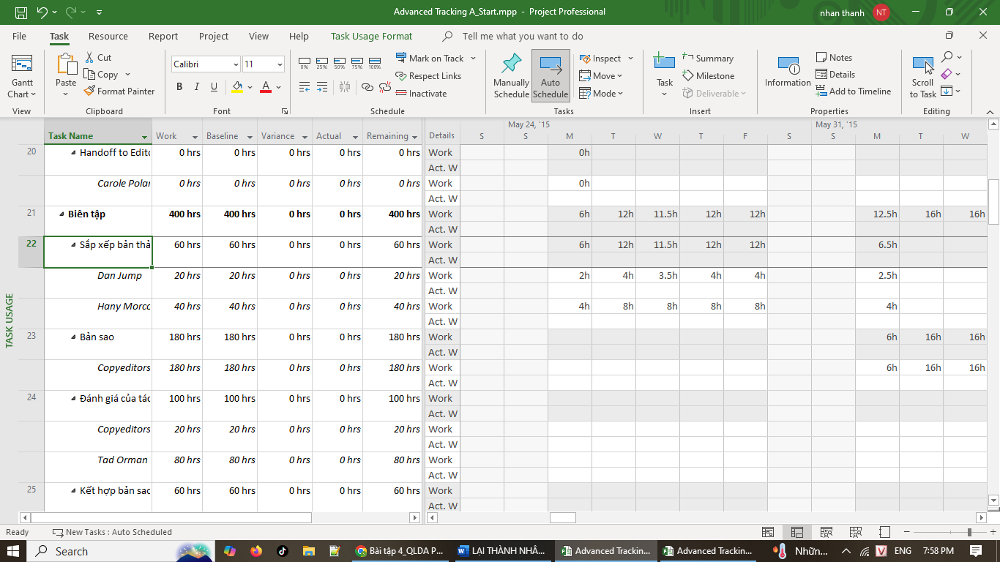 Advanced Tracking A_Start.mpp - Project Professional
nhan thanh NT
File Task Resource Report Project View Help Task Usage Format Tell me what you want to do
Gantt Chart
View
Paste
Cut
Copy
Format Painter
Clipboard
Calibri 11
B I U A
Font
0% 25% 50% 75% 100%
Mark on Track
Respect Links
Inactivate
Schedule
Manually Schedule
Auto Schedule
Inspect
Move
Mode
Tasks
Task
Summary
Milestone
Deliverable
Insert
Information
Notes
Details
Add to Timeline
Properties
Scroll to Task
Editing
May 24, '15 May 31, '15
Task Name Work Baseline Variance Actual Remaining Details S S M T W T F S S M T W
20 Handoff to Edito 0 hrs 0 hrs 0 hrs 0 hrs 0 hrs Work 0h
Act. W
Carole Polan 0 hrs 0 hrs 0 hrs 0 hrs 0 hrs Work 0h
Act. W
21 Biên tập 400 hrs 400 hrs 0 hrs 0 hrs 400 hrs Work 6h 12h 11.5h 12h 12h 12.5h 16h 16h
Act. W
22 Sắp xếp bản thả 60 hrs 60 hrs 0 hrs 0 hrs 60 hrs Work 6h 12h 11.5h 12h 12h 6.5h
Act. W
Dan Jump 20 hrs 20 hrs 0 hrs 0 hrs 20 hrs Work 2h 4h 3.5h 4h 4h 2.5h
Act. W
Hany Morco 40 hrs 40 hrs 0 hrs 0 hrs 40 hrs Work 4h 8h 8h 8h 8h 4h
Act. W
23 Bản sao 180 hrs 180 hrs 0 hrs 0 hrs 180 hrs Work 6h 16h 16h
Act. W
Copyeditors 180 hrs 180 hrs 0 hrs 0 hrs 180 hrs Work 6h 16h 16h
Act. W
24 Đánh giá của tác 100 hrs 100 hrs 0 hrs 0 hrs 100 hrs Work
Act. W
Copyeditors 20 hrs 20 hrs 0 hrs 0 hrs 20 hrs Work
Act. W
Tad Orman 80 hrs 80 hrs 0 hrs 0 hrs 80 hrs Work
Act. W
25 Kết hợp bản sao 60 hrs 60 hrs 0 hrs 0 hrs 60 hrs Work
Act. W
TASK USAGE
Ready New Tasks : Auto Scheduled
Search Bài tập 4_QLDA P... LẠI THÀNH NHÂ... Advanced Trackin... Advanced Trackin... Nhữn... V ENG 7:58 PM